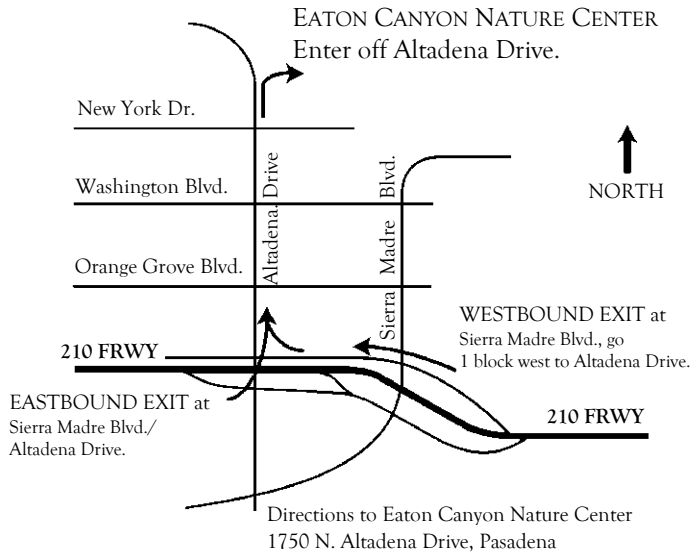 EATON CANYON NATURE CENTER
Enter off Altadena Drive.
New York Dr.
Washington Blvd.
NORTH
Altadena. Drive
Sierra Madre Blvd.
Orange Grove Blvd.
WESTBOUND EXIT at
Sierra Madre Blvd., go
1 block west to Altadena Drive.
210 FRWY
EASTBOUND EXIT at
Sierra Madre Blvd./
Altadena Drive.
210 FRWY
Directions to Eaton Canyon Nature Center
1750 N. Altadena Drive, Pasadena